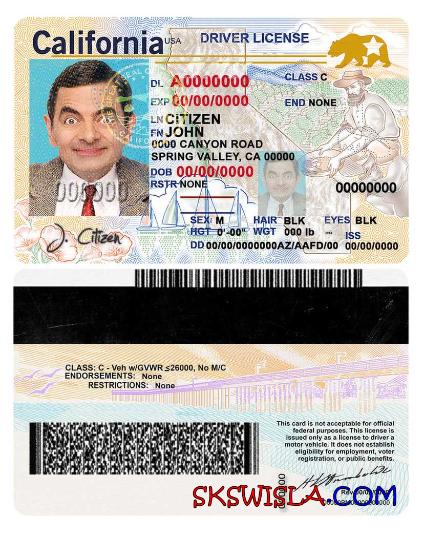 California USA DRIVER LICENSE
DL A0000000 CLASS C
EXP 00/00/0000 END NONE
LN CITIZEN
FN JOHN
0000 CANYON ROAD
SPRING VALLEY, CA 00000
DOB 00/00/0000
RSTR NONE 00000000
SEX M HAIR BLK EYES BLK
HGT 0'-00" WGT 000 lb ISS
DD 00/00/0000000AZ/AAFD/00 00/00/0000
J. Citizen
CLASS: C - Veh w/GVWR ≤26000, No M/C
ENDORSEMENTS: None
RESTRICTIONS: None
This card is not acceptable for official
federal purposes. This license is
issued only as a license to driver a
motor vehicle. It does not establish
eligibility for employment, voter
registration, or public benefits.
SKSWISLA.COM